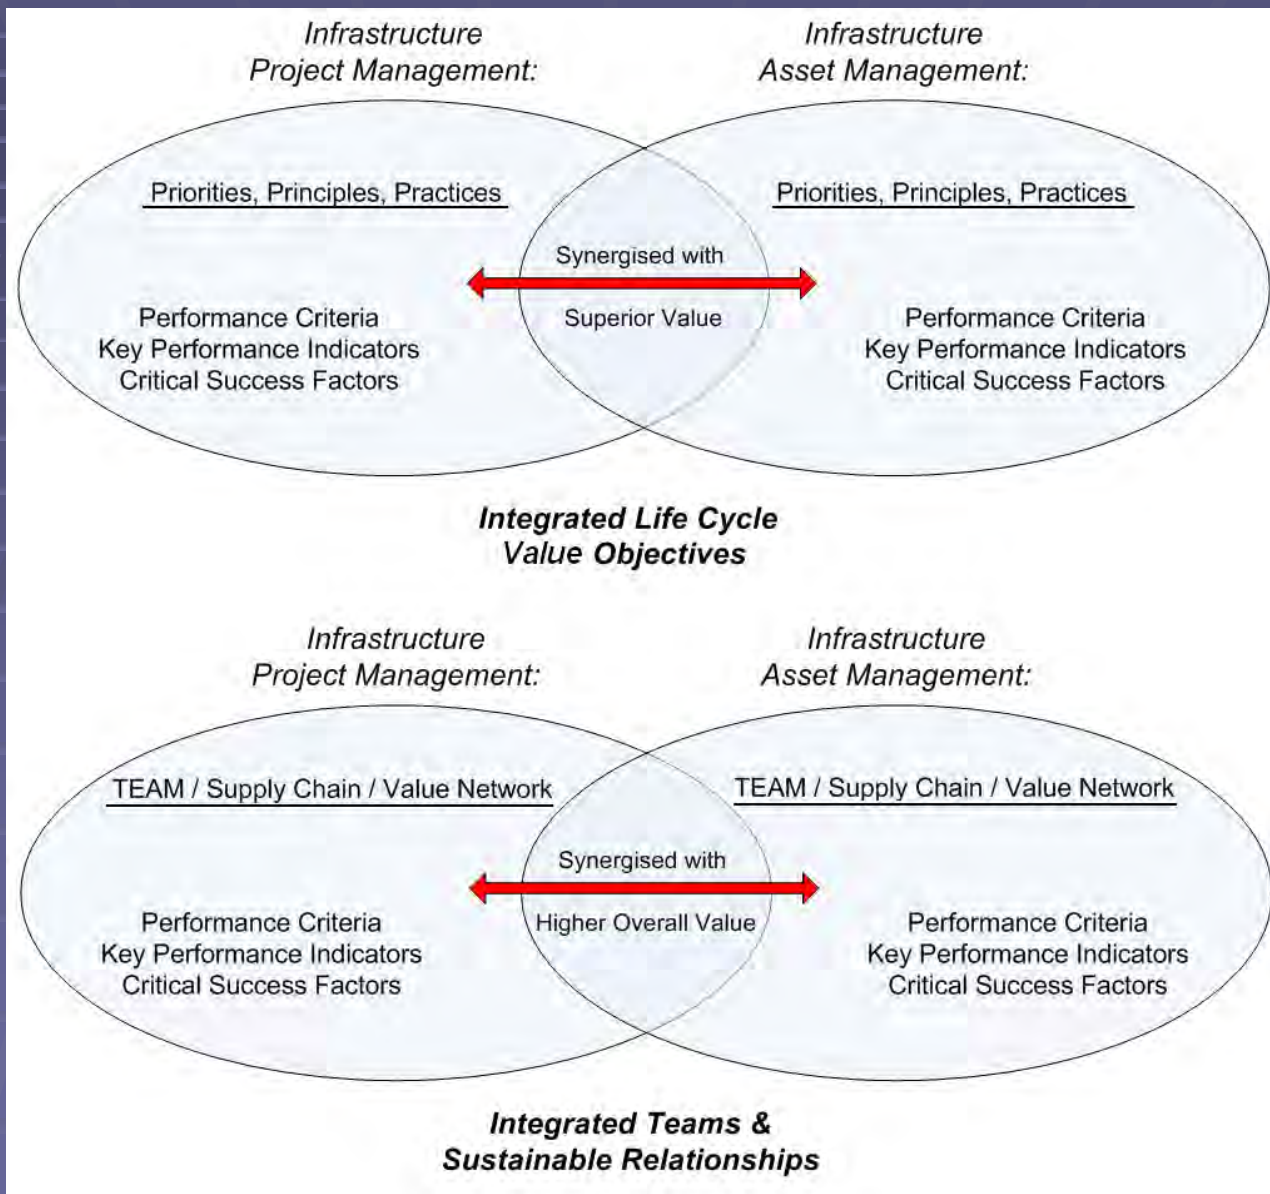 Infrastructure
Project Management:
Infrastructure
Asset Management:
Priorities, Principles, Practices
Priorities, Principles, Practices
Synergised with
Superior Value
Performance Criteria
Key Performance Indicators
Critical Success Factors
Performance Criteria
Key Performance Indicators
Critical Success Factors
Integrated Life Cycle
Value Objectives
Infrastructure
Project Management:
Infrastructure
Asset Management:
TEAM / Supply Chain / Value Network
TEAM / Supply Chain / Value Network
Synergised with
Higher Overall Value
Performance Criteria
Key Performance Indicators
Critical Success Factors
Performance Criteria
Key Performance Indicators
Critical Success Factors
Integrated Teams &
Sustainable Relationships